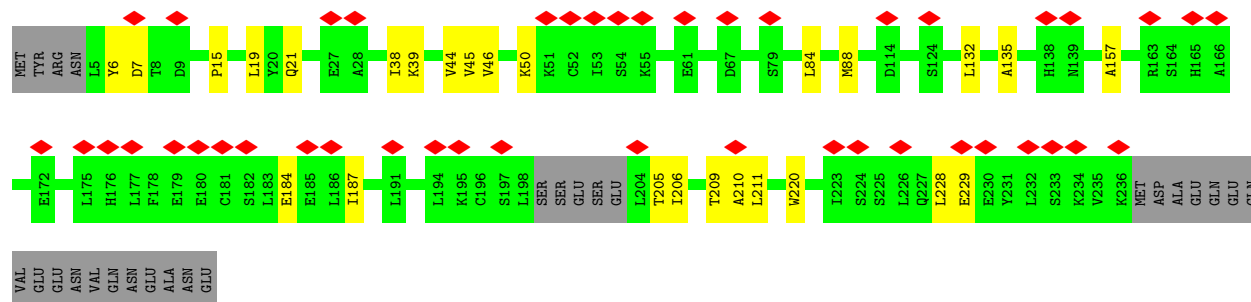 MET TYR ARG ASN L5 Y6 D7 T8 D9 P15 L19 Y20 Q21 E27 A28 I38 K39 V44 V45 V46 K50 K51 C52 I53 S54 K55 E61 D67 S79 L84 M88 D114 S124 L132 A135 H138 N139 A157 R163 S164 H165 A166
E172 L175 H176 L177 F178 E179 E180 C181 S182 L183 E184 E185 L186 I187 L191 L194 K195 C196 S197 L198 SER SER GLU SER GLU L204 T205 I206 T209 A210 L211 W220 I223 S224 S225 L226 Q227 L228 E229 E230 Y231 L232 S233 K234 V235 K236 MET ASP ALA GLU GLN GLU GLN
VAL GLU GLU ASN VAL GLN ASN GLU ALA ASN GLU